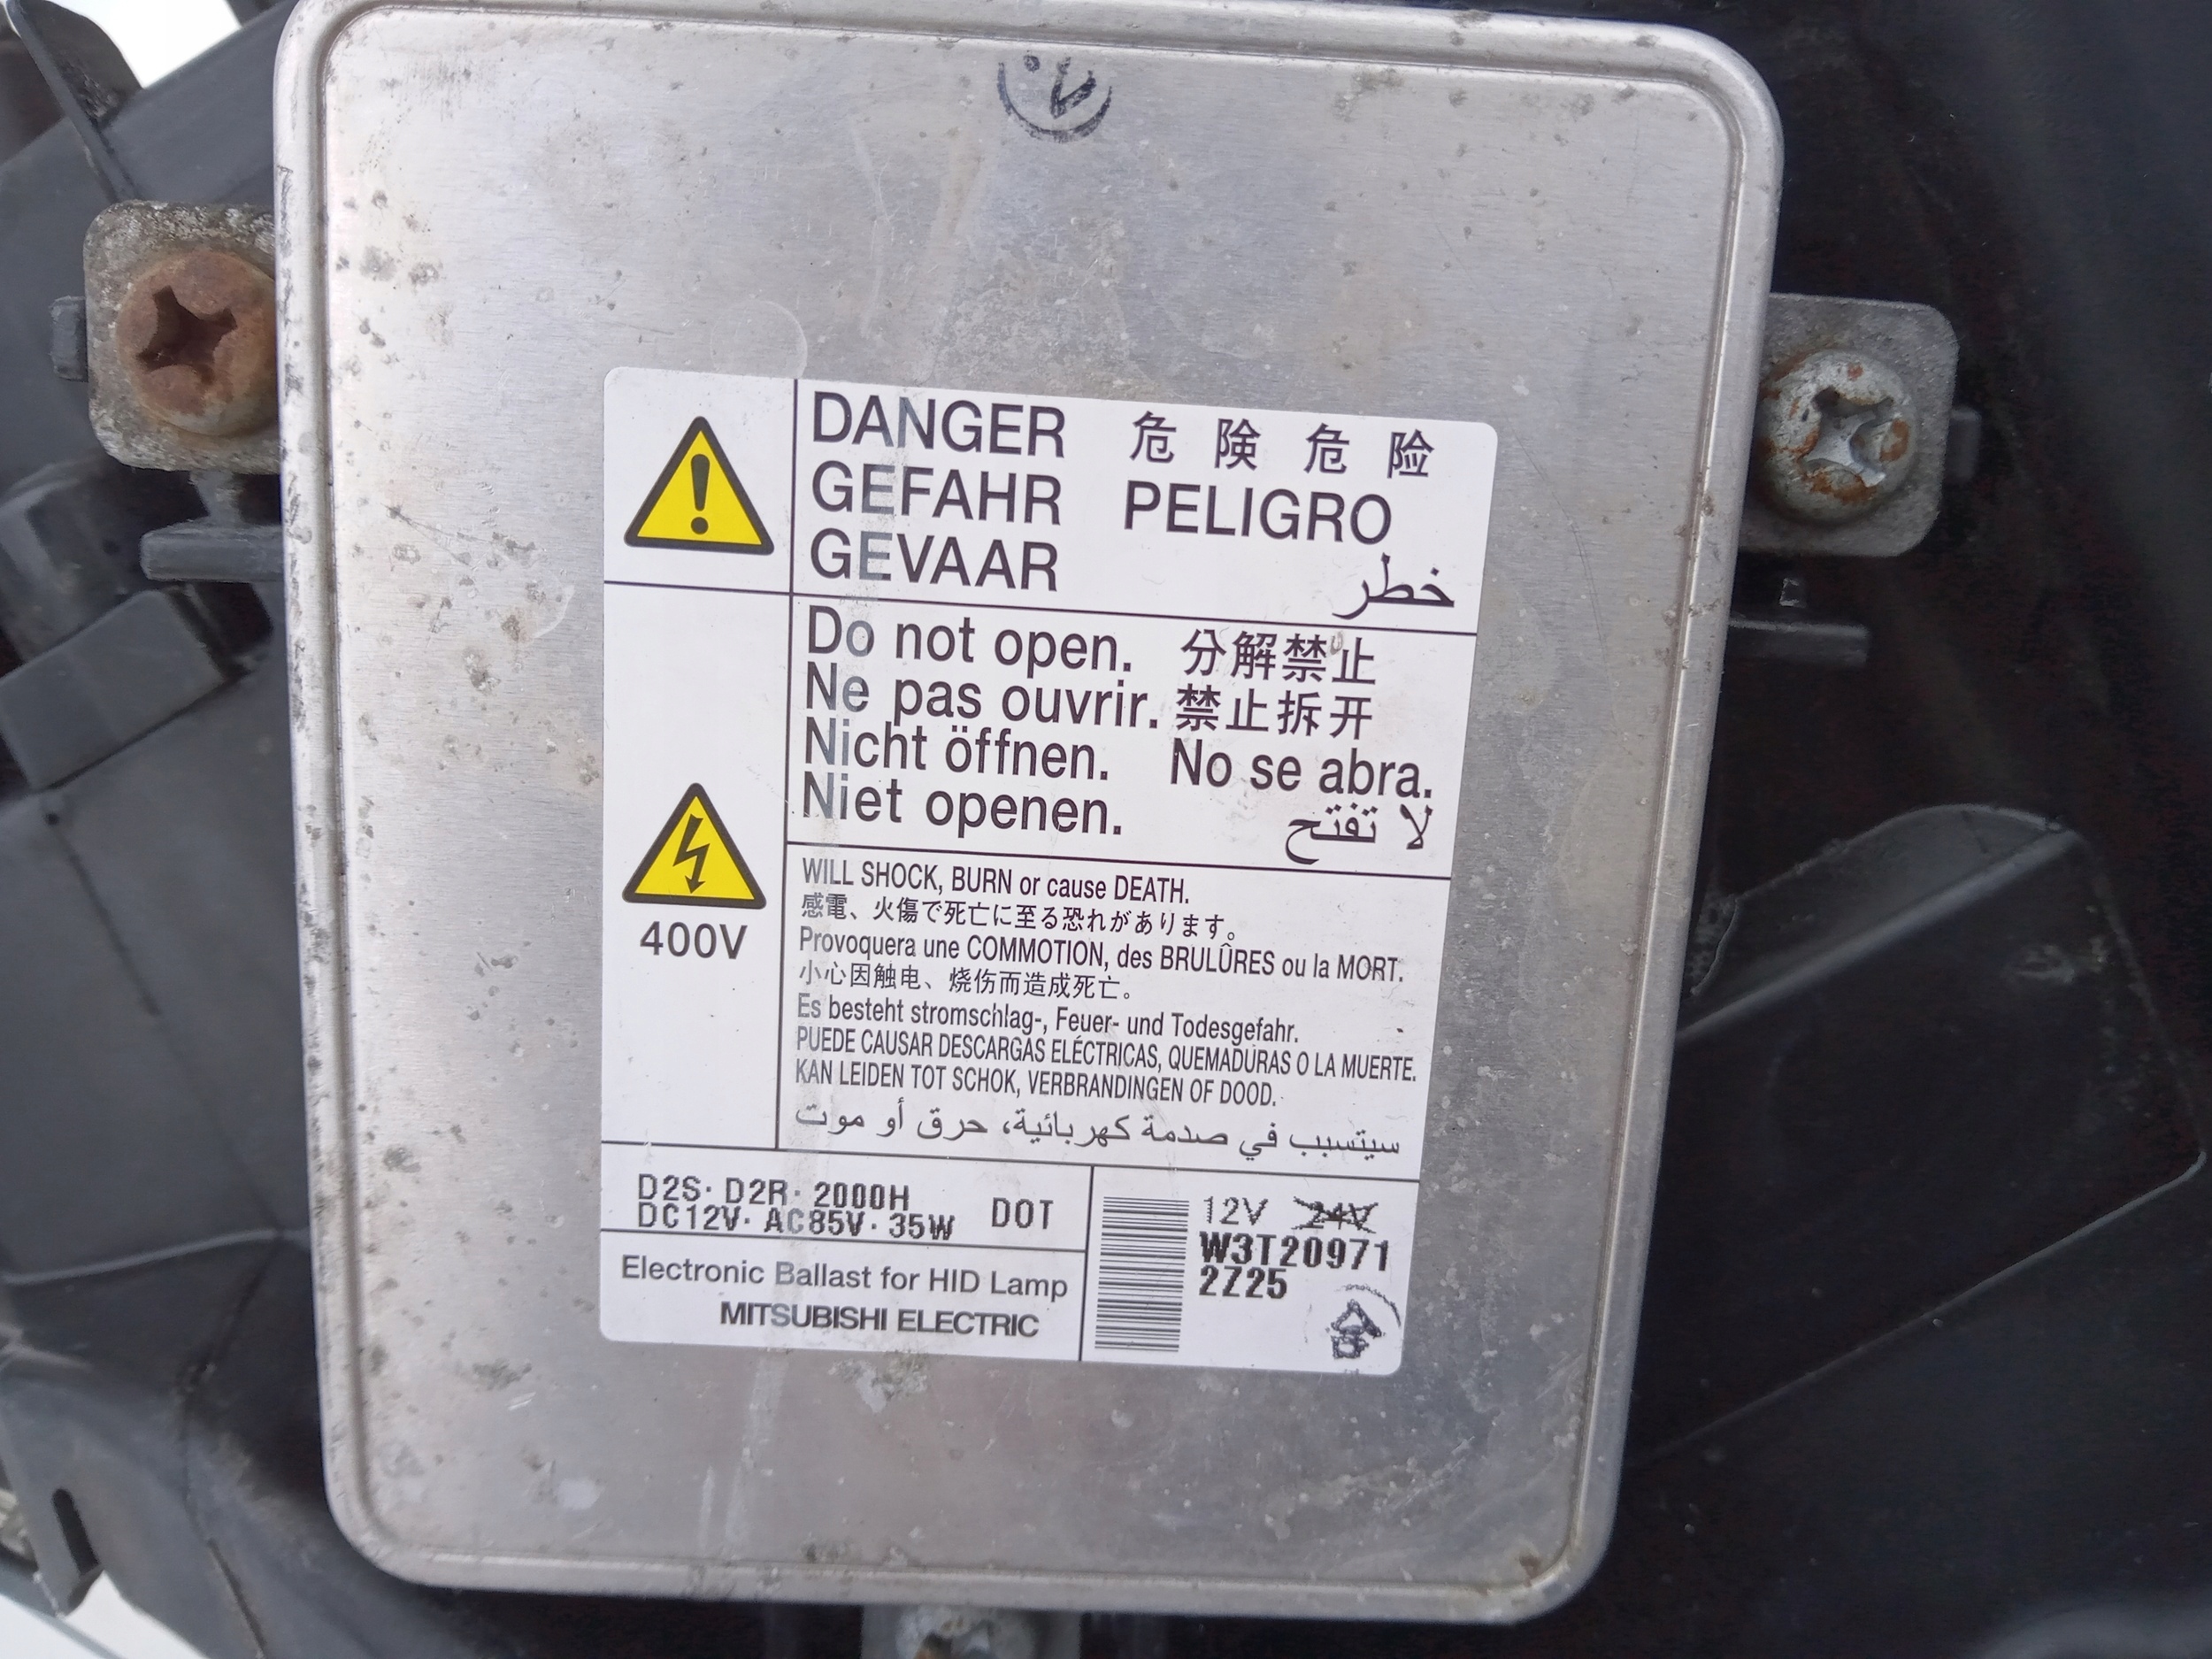 DANGER 危険 危险
GEFAHR PELIGRO
GEVAAR خطر
Do not open. 分解禁止
Ne pas ouvrir. 禁止拆开
Nicht öffnen. No se abra.
Niet openen. لا تفتح
400V
WILL SHOCK, BURN or cause DEATH.
感電、火傷で死亡に至る恐れがあります。
Provoquera une COMMOTION, des BRULÛRES ou la MORT.
小心因触电、烧伤而造成死亡。
Es besteht stromschlag-, Feuer- und Todesgefahr.
PUEDE CAUSAR DESCARGAS ELÉCTRICAS, QUEMADURAS O LA MUERTE.
KAN LEIDEN TOT SCHOK, VERBRANDINGEN OF DOOD.
سيتسبب في صدمة كهربائية، حرق أو موت
D2S· D2R· 2000H DOT
DC12V· AC85V· 35W
Electronic Ballast for HID Lamp
MITSUBISHI ELECTRIC
12V 24V
W3T20971
2Z25